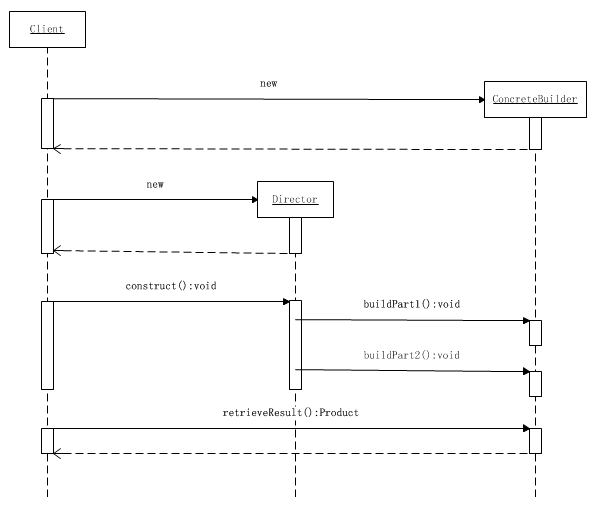 Client
new
ConcreteBuilder
new
Director
construct():void
buildPart1():void
buildPart2():void
retrieveResult():Product